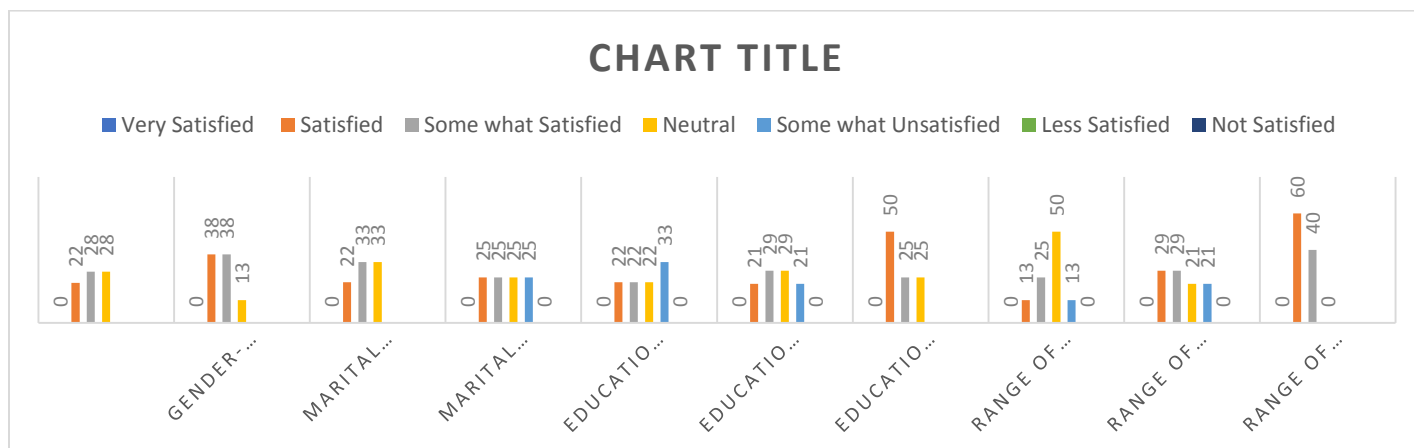 CHART TITLE
Very Satisfied Satisfied Some what Satisfied Neutral Some what Unsatisfied Less Satisfied Not Satisfied
0 22 28 28
0 38 38 13
0 22 33 33
0 25 25 25 25 0
0 22 22 22 33 0
0 21 29 29 21 0
0 50 25 25
0 13 25 50 13 0
0 29 29 21 21 0
0 60 40 0
GENDER-...
MARITAL...
MARITAL...
EDUCATIO...
EDUCATIO...
EDUCATIO...
RANGE OF...
RANGE OF...
RANGE OF...